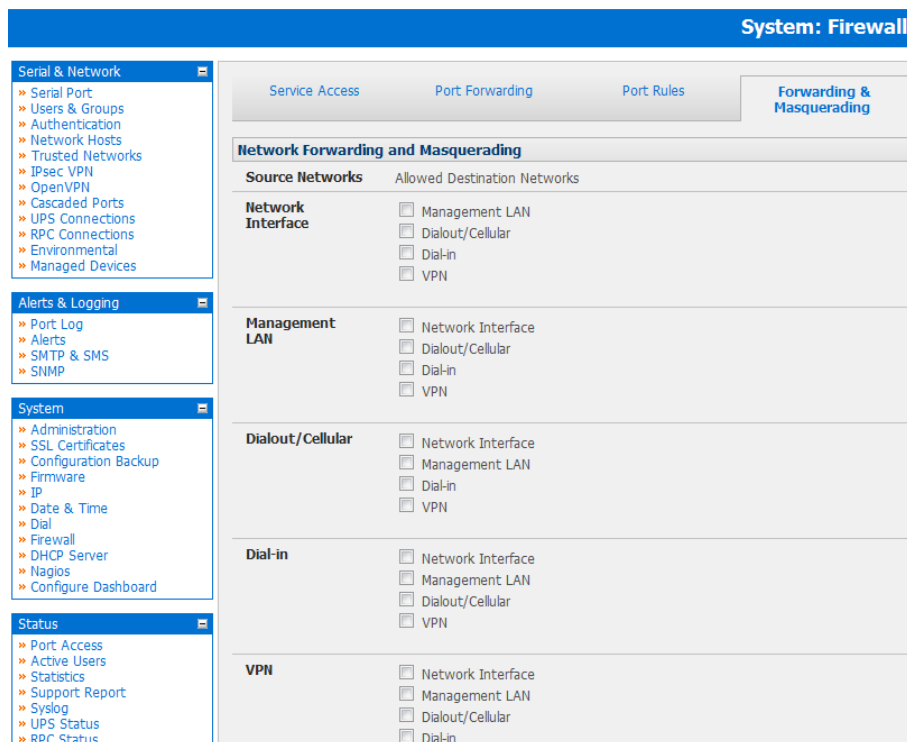 System: Firewall
Serial & Network
» Serial Port
» Users & Groups
» Authentication
» Network Hosts
» Trusted Networks
» IPsec VPN
» OpenVPN
» Cascaded Ports
» UPS Connections
» RPC Connections
» Environmental
» Managed Devices
Alerts & Logging
» Port Log
» Alerts
» SMTP & SMS
» SNMP
System
» Administration
» SSL Certificates
» Configuration Backup
» Firmware
» IP
» Date & Time
» Dial
» Firewall
» DHCP Server
» Nagios
» Configure Dashboard
Status
» Port Access
» Active Users
» Statistics
» Support Report
» Syslog
» UPS Status
» RPC Status
Service Access
Port Forwarding
Port Rules
Forwarding &
Masquerading
Network Forwarding and Masquerading
Source Networks Allowed Destination Networks
Network
Interface
Management LAN
Dialout/Cellular
Dial-in
VPN
Management
LAN
Network Interface
Dialout/Cellular
Dial-in
VPN
Dialout/Cellular
Network Interface
Management LAN
Dial-in
VPN
Dial-in
Network Interface
Management LAN
Dialout/Cellular
VPN
VPN
Network Interface
Management LAN
Dialout/Cellular
Dial-in